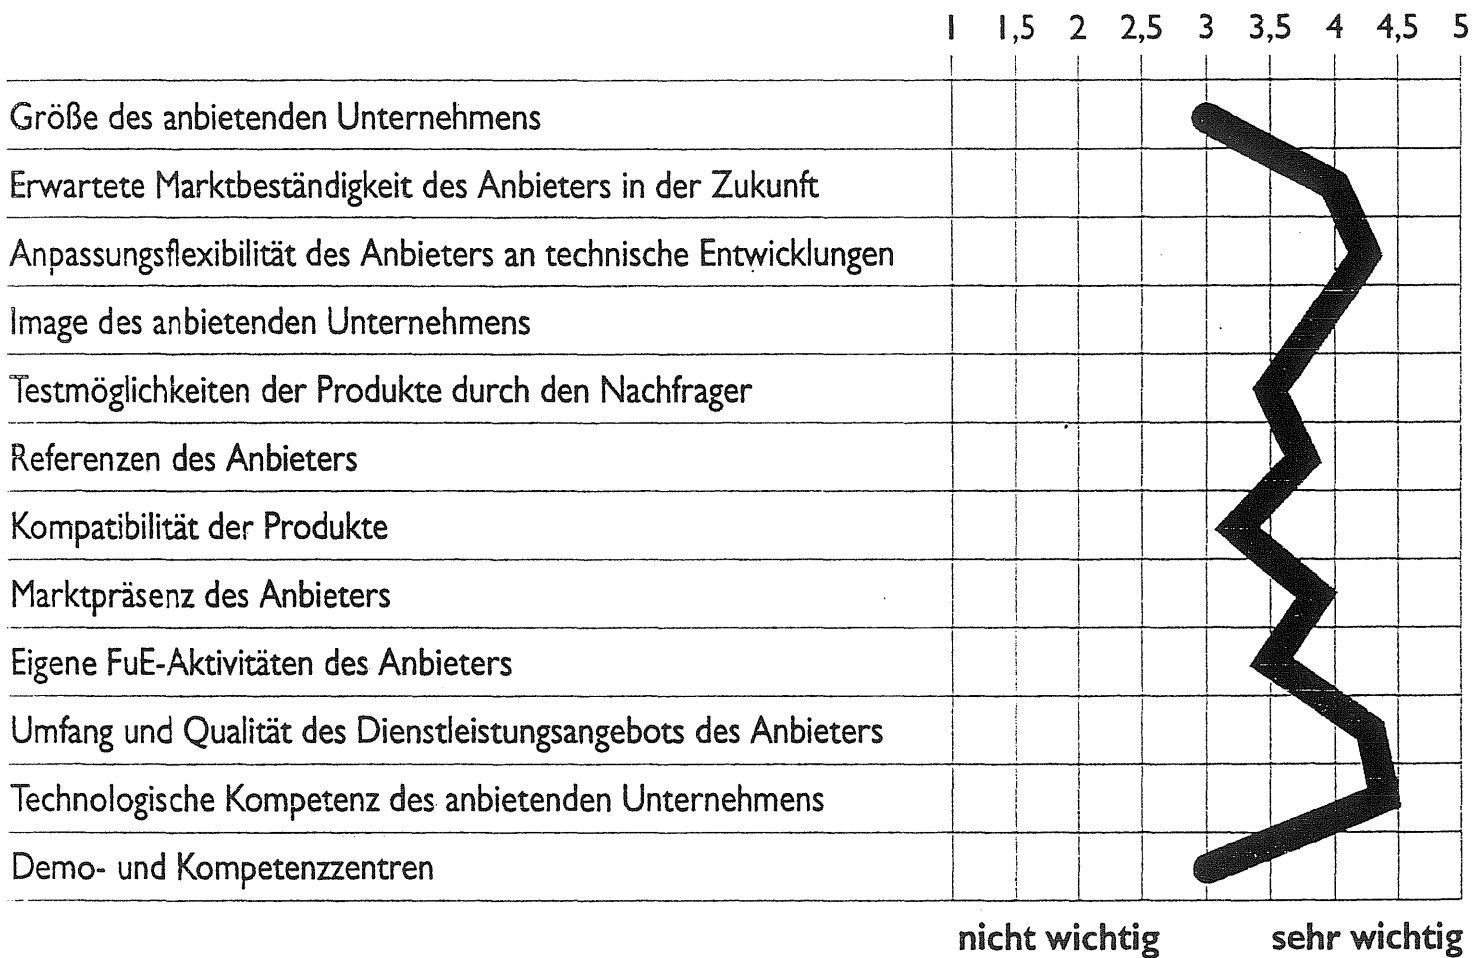 1 1,5 2 2,5 3 3,5 4 4,5 5
Größe des anbietenden Unternehmens
Erwartete Marktbeständigkeit des Anbieters in der Zukunft
Anpassungsflexibilität des Anbieters an technische Entwicklungen
Image des anbietenden Unternehmens
Testmöglichkeiten der Produkte durch den Nachfrager
Referenzen des Anbieters
Kompatibilität der Produkte
Marktpräsenz des Anbieters
Eigene FuE-Aktivitäten des Anbieters
Umfang und Qualität des Dienstleistungsangebots des Anbieters
Technologische Kompetenz des anbietenden Unternehmens
Demo- und Kompetenzzentren
nicht wichtig sehr wichtig